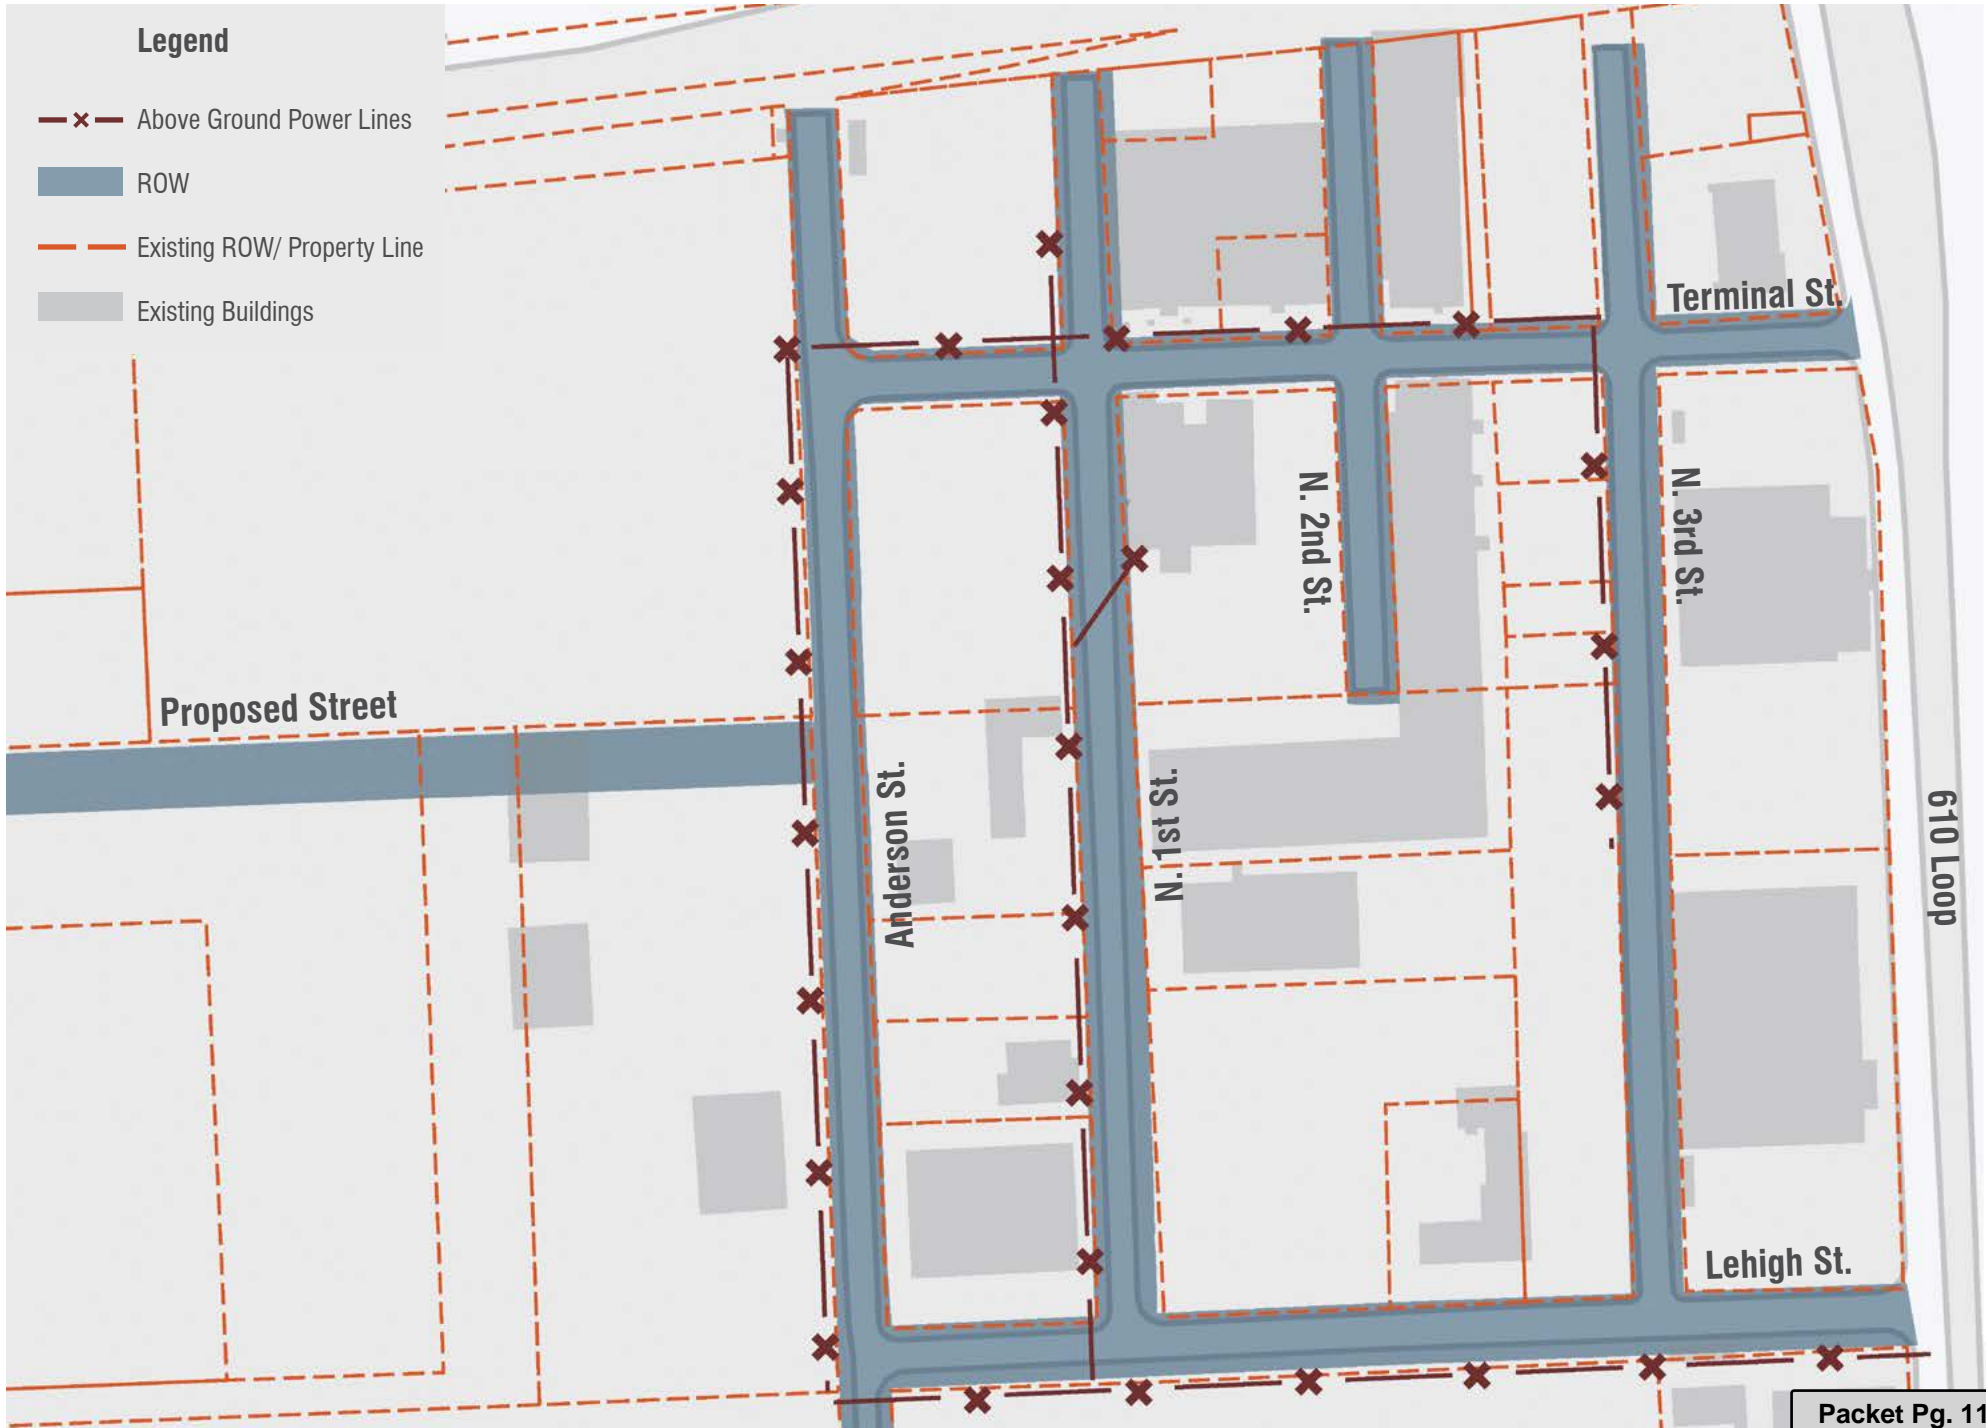 Legend
Above Ground Power Lines
ROW
Existing ROW/ Property Line
Existing Buildings
Terminal St.
N. 2nd St.
N. 3rd St.
Proposed Street
Anderson St.
N. 1st St.
610 Loop
Lehigh St.
Packet Pg. 11